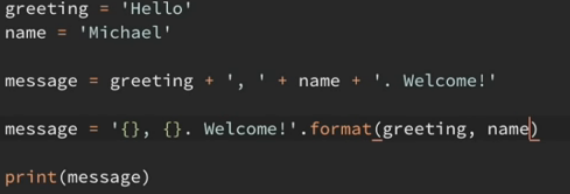 greeting = 'Hello'
name = 'Michael'
message = greeting + ', ' + name + '. Welcome!'
message = '{}, {}. Welcome!'.format(greeting, name)
print(message)